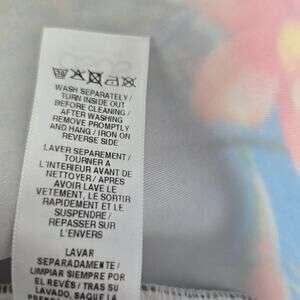 WASH SEPARATELY /
TURN INSIDE OUT
BEFORE CLEANING /
AFTER WASHING
REMOVE PROMPTLY
AND HANG / IRON ON
REVERSE SIDE
LAVER SEPAREMENT /
TOURNER A
L'INTERIEUR AVANT DE
NETTOYER / APRES
AVOIR LAVE LE
VETEMENT, LE SORTIR
RAPIDEMENT ET LE
SUSPENDRE /
REPASSER SUR
L'ENVERS
LAVAR
SEPARADAMENTE /
LIMPIAR SIEMPRE POR
EL REVÉS / TRAS SU
LAVADO, SAQUE LA